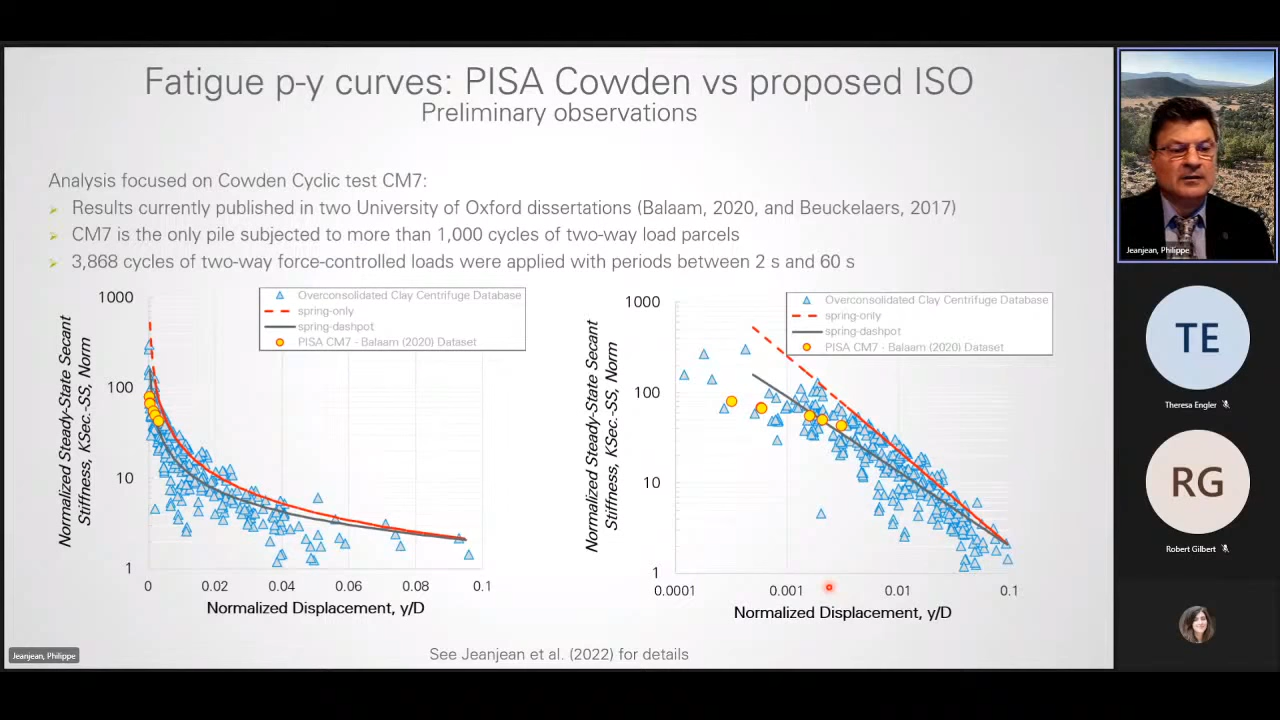 Fatigue p-y curves: PISA Cowden vs proposed ISO
Preliminary observations
Analysis focused on Cowden Cyclic test CM7:
Results currently published in two University of Oxford dissertations (Balaam, 2020, and Beuckelaers, 2017)
CM7 is the only pile subjected to more than 1,000 cycles of two-way load parcels
3,868 cycles of two-way force-controlled loads were applied with periods between 2 s and 60 s
Normalized Steady-State Secant
Stiffness, KSec.-SS, Norm
1000
100
10
1
Overconsolidated Clay Centrifuge Database
spring-only
spring-dashpot
PISA CM7 - Balaam (2020) Dataset
0
0.02
0.04
0.06
0.08
0.1
Normalized Displacement, y/D
Normalized Steady-State Secant
Stiffness, KSec.-SS, Norm
1000
100
10
1
Overconsolidated Clay Centrifuge Database
spring-only
spring-dashpot
PISA CM7 - Balaam (2020) Dataset
0.0001
0.001
0.01
0.1
Normalized Displacement, y/D
See Jeanjean et al. (2022) for details
Jeanjean, Philippe
Jeanjean, Philippe
TE
Theresa Engler
RG
Robert Gilbert